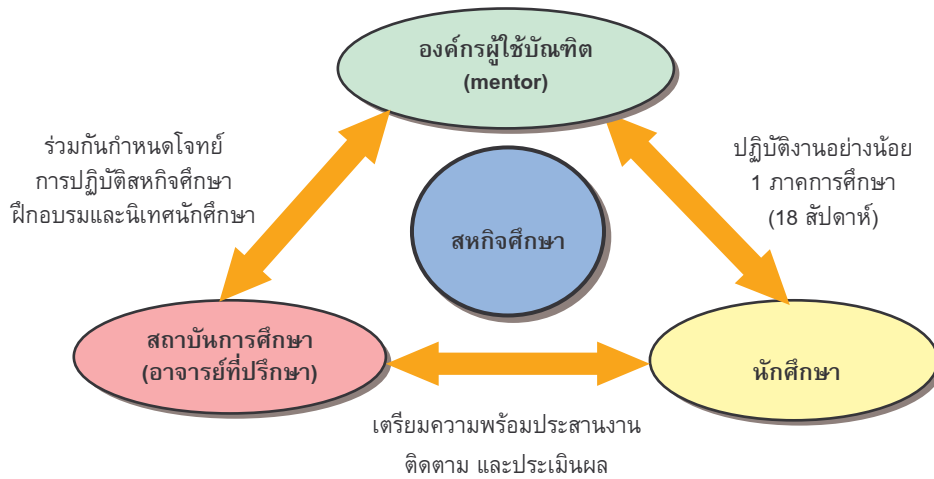 องค์กรผู้ใช้บัณฑิต
(mentor)
ร่วมกันกำหนดโจทย์
การปฏิบัติสหกิจศึกษา
ฝึกอบรมและนิเทศนักศึกษา
ปฏิบัติงานอย่างน้อย
1 ภาคการศึกษา
(18 สัปดาห์)
สหกิจศึกษา
สถาบันการศึกษา
(อาจารย์ที่ปรึกษา)
นักศึกษา
เตรียมความพร้อมประสานงาน
ติดตาม และประเมินผล